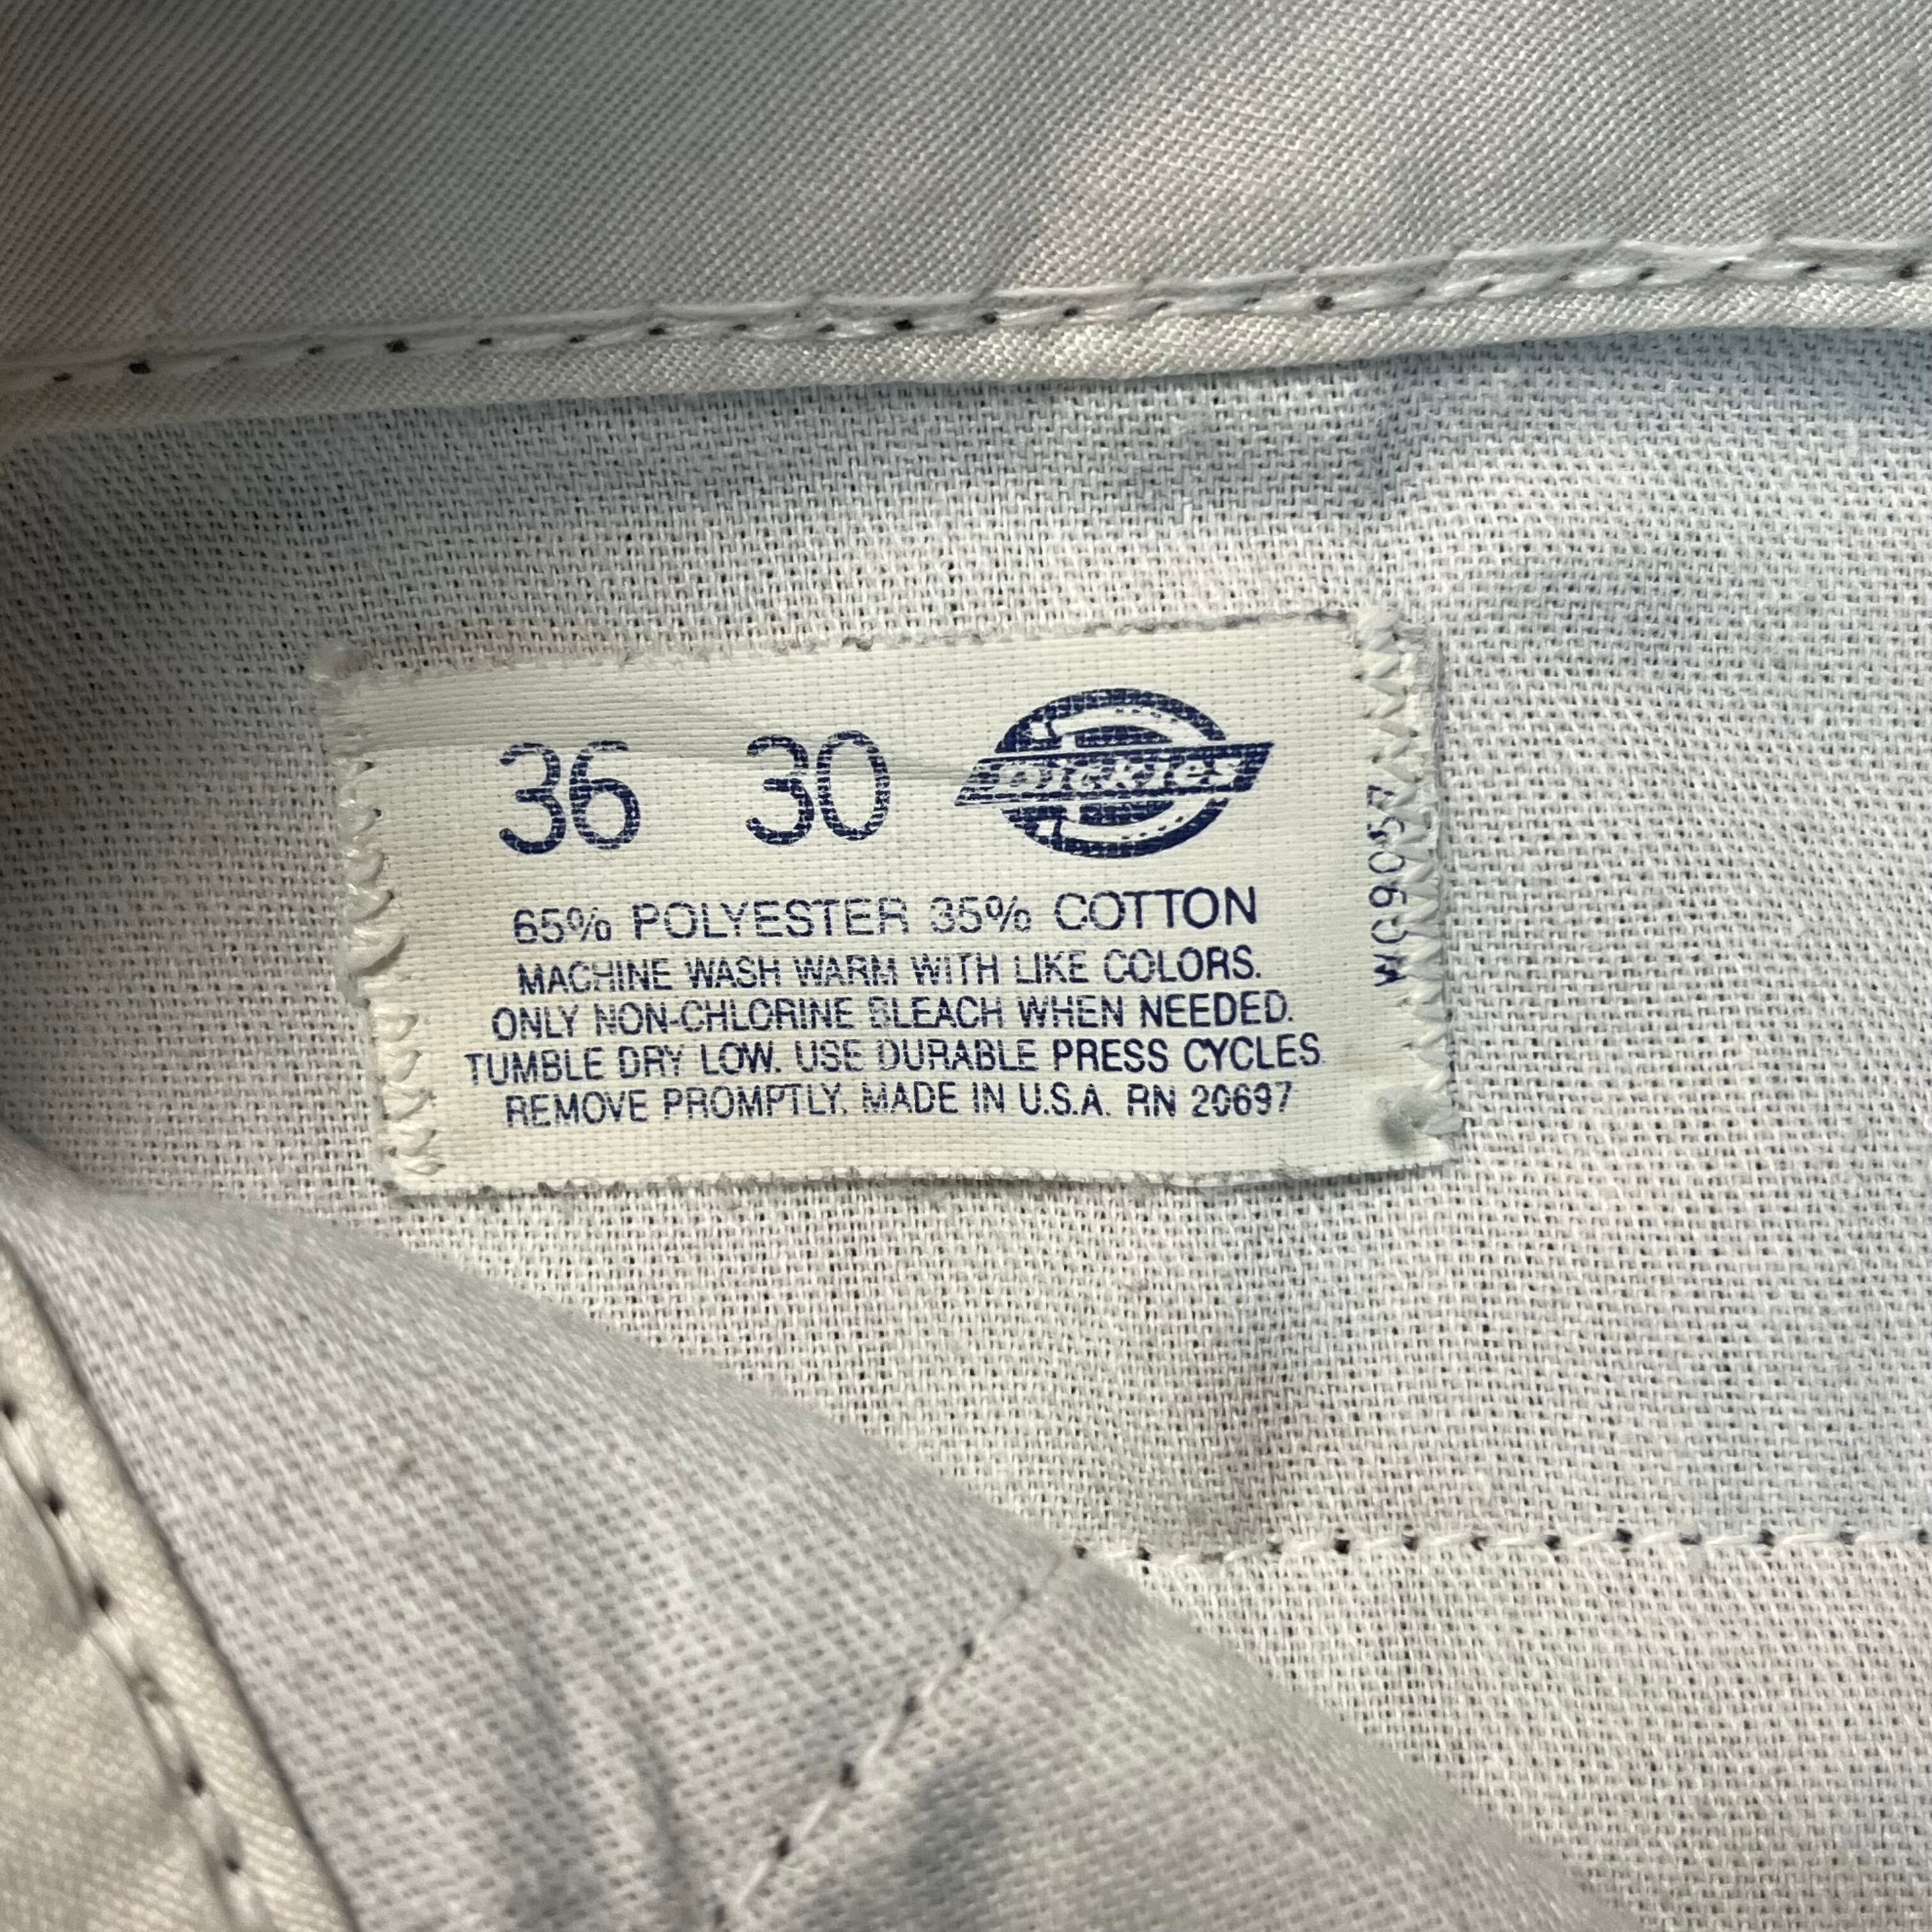 36 30 Dickies
65% POLYESTER 35% COTTON
MACHINE WASH WARM WITH LIKE COLORS.
ONLY NON-CHLORINE BLEACH WHEN NEEDED.
TUMBLE DRY LOW. USE DURABLE PRESS CYCLES.
REMOVE PROMPTLY. MADE IN U.S.A. RN 20697